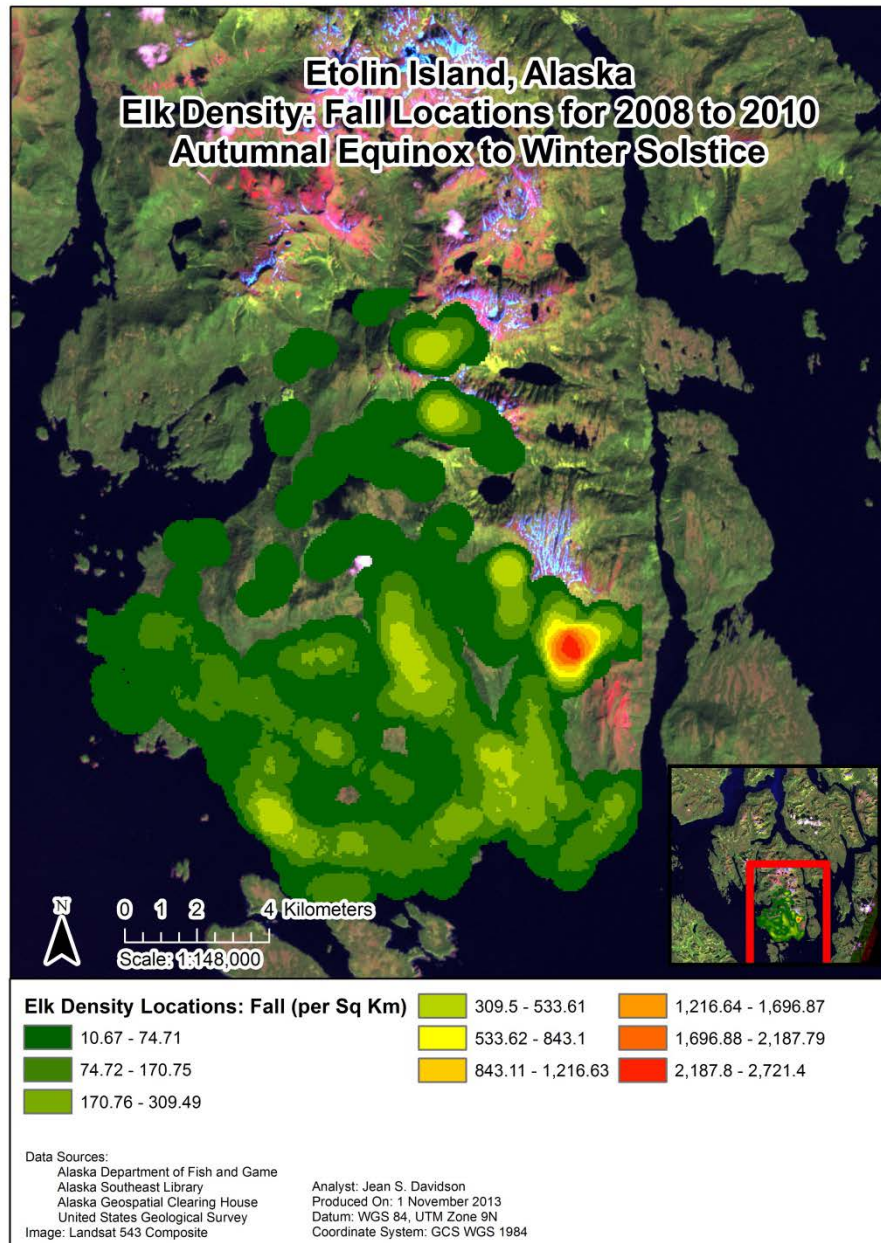 Etolin Island, Alaska
Elk Density: Fall Locations for 2008 to 2010
Autumnal Equinox to Winter Solstice
N
0 1 2 4 Kilometers
Scale: 1:148,000
Elk Density Locations: Fall (per Sq Km)
10.67 - 74.71
74.72 - 170.75
170.76 - 309.49
309.5 - 533.61
533.62 - 843.1
843.11 - 1,216.63
1,216.64 - 1,696.87
1,696.88 - 2,187.79
2,187.8 - 2,721.4
Data Sources:
Alaska Department of Fish and Game
Alaska Southeast Library
Alaska Geospatial Clearing House
United States Geological Survey
Image: Landsat 543 Composite
Analyst: Jean S. Davidson
Produced On: 1 November 2013
Datum: WGS 84, UTM Zone 9N
Coordinate System: GCS WGS 1984